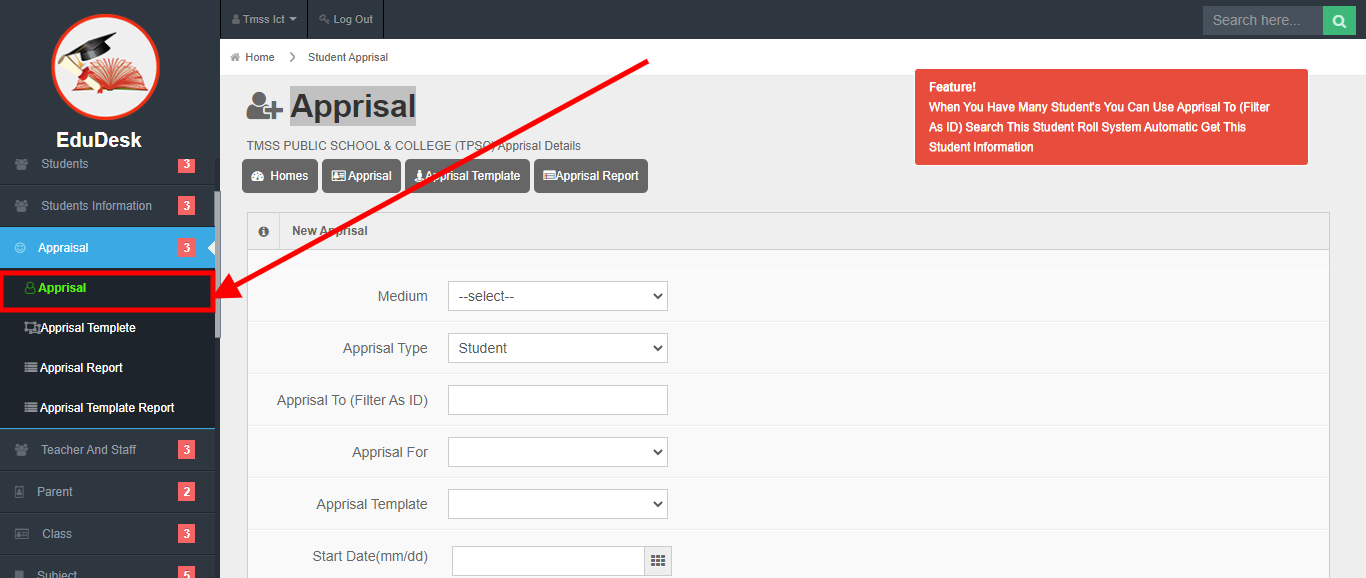 Tmss Ict
Log Out
Search here...
EduDesk
Students 3
Students Information 3
Appraisal 3
Apprisal
Apprisal Templete
Apprisal Report
Apprisal Template Report
Teacher And Staff 3
Parent 2
Class 3
Subject 5
Home
Student Apprisal
Apprisal
TMSS PUBLIC SCHOOL & COLLEGE (TPSC) Apprisal Details
Feature!
When You Have Many Student's You Can Use Apprisal To (Filter
As ID) Search This Student Roll System Automatic Get This
Student Information
Homes
Apprisal
Apprisal Template
Apprisal Report
New Apprisal
Medium --select--
Apprisal Type Student
Apprisal To (Filter As ID)
Apprisal For
Apprisal Template
Start Date(mm/dd)